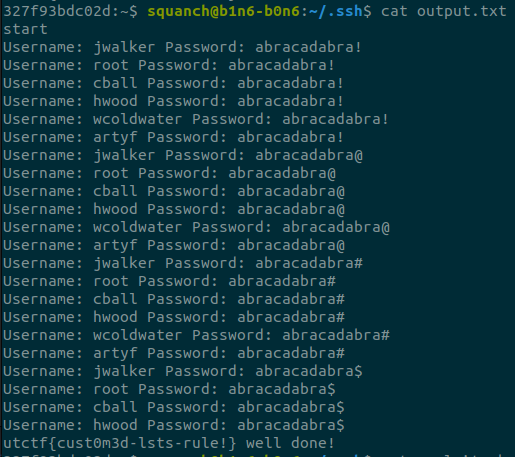 327f93bdc02d:~$ squanch@b1n6-b0n6:~/.ssh$ cat output.txt
start
Username: jwalker Password: abracadabra!
Username: root Password: abracadabra!
Username: cball Password: abracadabra!
Username: hwood Password: abracadabra!
Username: wcoldwater Password: abracadabra!
Username: artyf Password: abracadabra!
Username: jwalker Password: abracadabra@
Username: root Password: abracadabra@
Username: cball Password: abracadabra@
Username: hwood Password: abracadabra@
Username: wcoldwater Password: abracadabra@
Username: artyf Password: abracadabra@
Username: jwalker Password: abracadabra#
Username: root Password: abracadabra#
Username: cball Password: abracadabra#
Username: hwood Password: abracadabra#
Username: wcoldwater Password: abracadabra#
Username: artyf Password: abracadabra#
Username: jwalker Password: abracadabra$
Username: root Password: abracadabra$
Username: cball Password: abracadabra$
Username: hwood Password: abracadabra$
utctf{cust0m3d-lsts-rule!} well done!